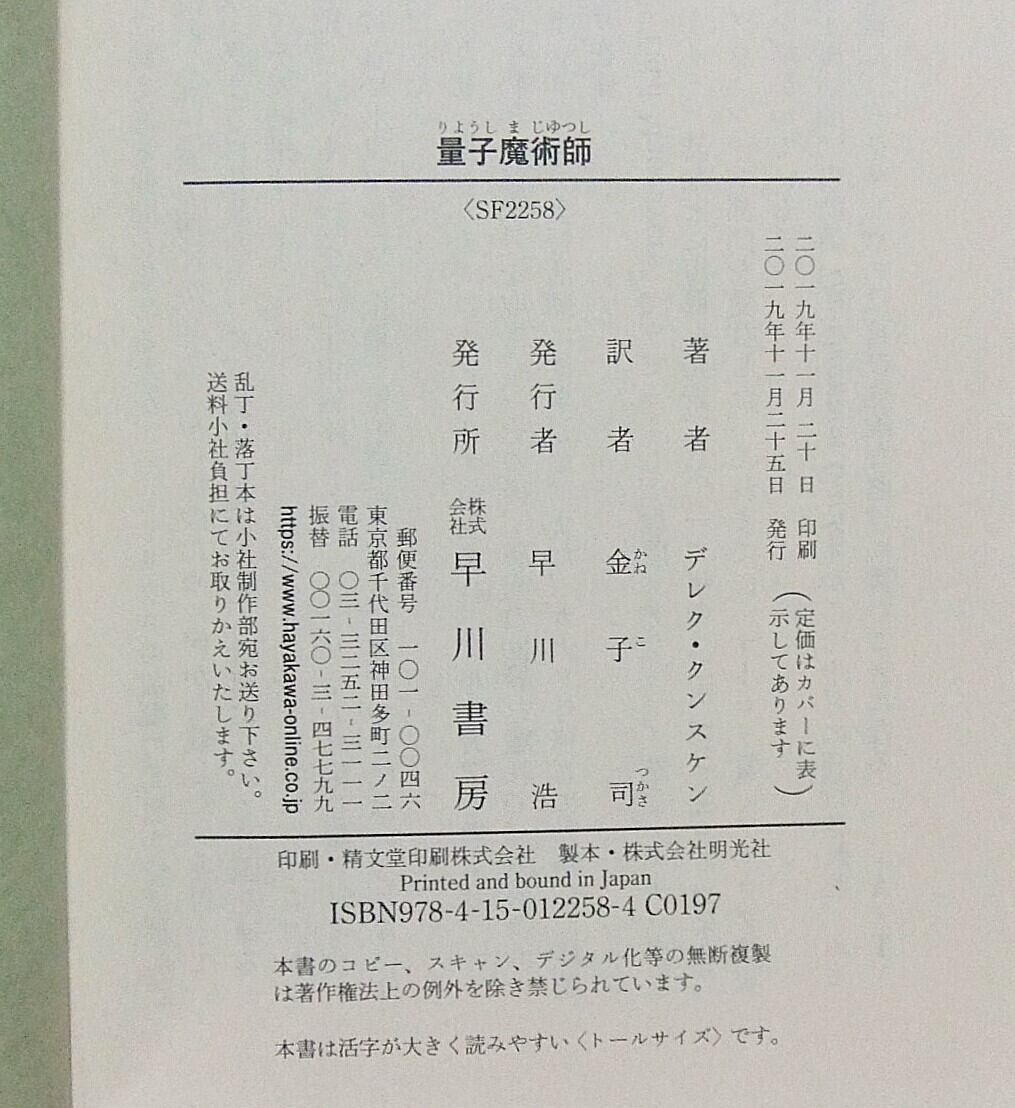 りようしまじゆつし
量子魔術師
〈SF2258〉
二〇一九年十一月二十日　印刷
二〇一九年十一月二十五日　発行
（定価はカバーに表
示してあります）
著者　デレク・クンスケン
訳者　金子司
かねこつかさ
発行者　早川浩
発行所　株式会社　早川書房
郵便番号　一〇一-〇〇四六
東京都千代田区神田多町二ノ二
電話　〇三-三二五二-三一一一
振替　〇〇一六〇-三-四七七九九
https://www.hayakawa-online.co.jp
乱丁・落丁本は小社制作部宛お送り下さい。
送料小社負担にてお取りかえいたします。
印刷・精文堂印刷株式会社　製本・株式会社明光社
Printed and bound in Japan
ISBN978-4-15-012258-4 C0197
本書のコピー、スキャン、デジタル化等の無断複製
は著作権法上の例外を除き禁じられています。
本書は活字が大きく読みやすい〈トールサイズ〉です。